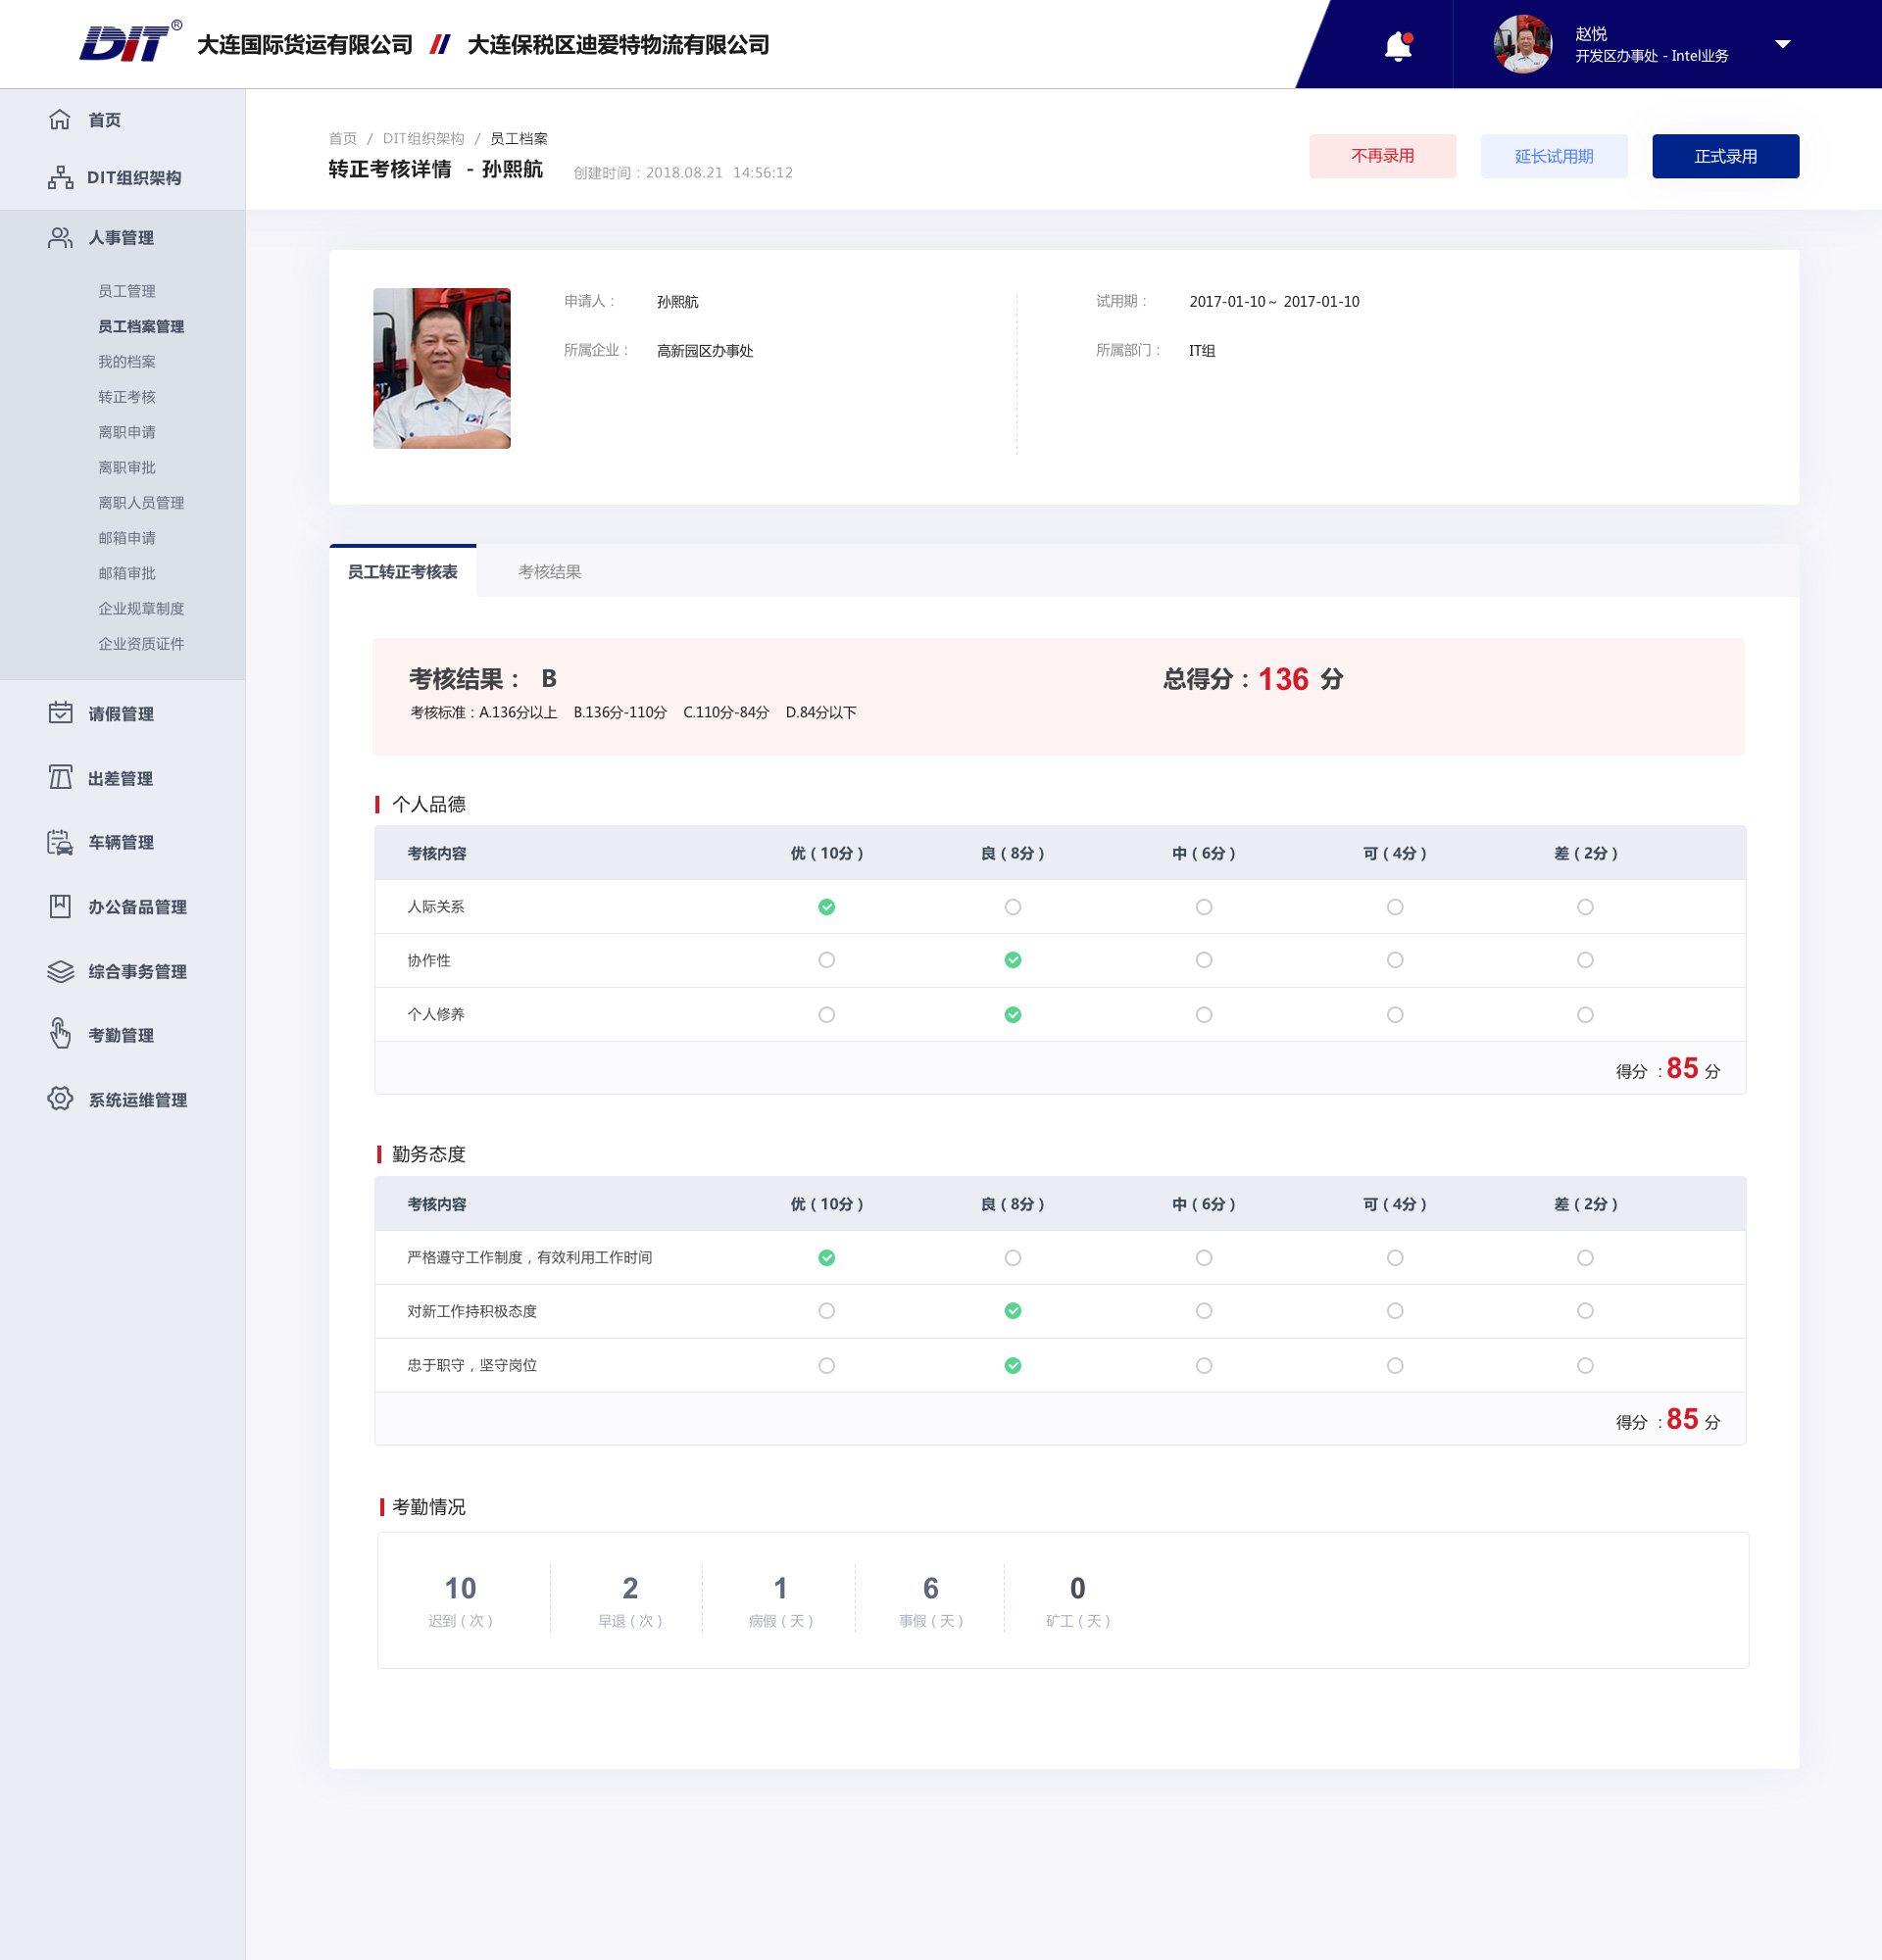 DIT® 大连国际货运有限公司 // 大连保税区迪爱特物流有限公司
赵悦
开发区办事处 - Intel业务
首页
DIT组织架构
人事管理
员工管理
员工档案管理
我的档案
转正考核
离职申请
离职审批
离职人员管理
邮箱申请
邮箱审批
企业规章制度
企业资质证件
请假管理
出差管理
车辆管理
办公备品管理
综合事务管理
考勤管理
系统运维管理
首页 / DIT组织架构 / 员工档案
转正考核详情 - 孙熙航 创建时间：2018.08.21 14:56:12
不再录用 延长试用期 正式录用
申请人： 孙熙航 试用期： 2017-01-10～ 2017-01-10
所属企业： 高新园区办事处 所属部门： IT组
DIT
员工转正考核表 考核结果
考核结果： B 总得分：136 分
考核标准：A.136分以上 B.136分-110分 C.110分-84分 D.84分以下
个人品德
考核内容 优（10分） 良（8分） 中（6分） 可（4分） 差（2分）
人际关系
协作性
个人修养
得分 ：85 分
勤务态度
考核内容 优（10分） 良（8分） 中（6分） 可（4分） 差（2分）
严格遵守工作制度，有效利用工作时间
对新工作持积极态度
忠于职守，坚守岗位
得分 ：85 分
考勤情况
10 2 1 6 0
迟到（次） 早退（次） 病假（天） 事假（天） 矿工（天）